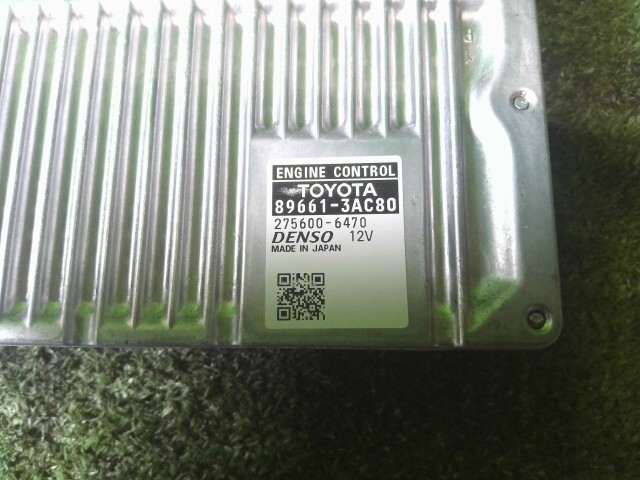 ENGINE CONTROL
TOYOTA
89661-3AC80
275600-6470
DENSO 12V
MADE IN JAPAN